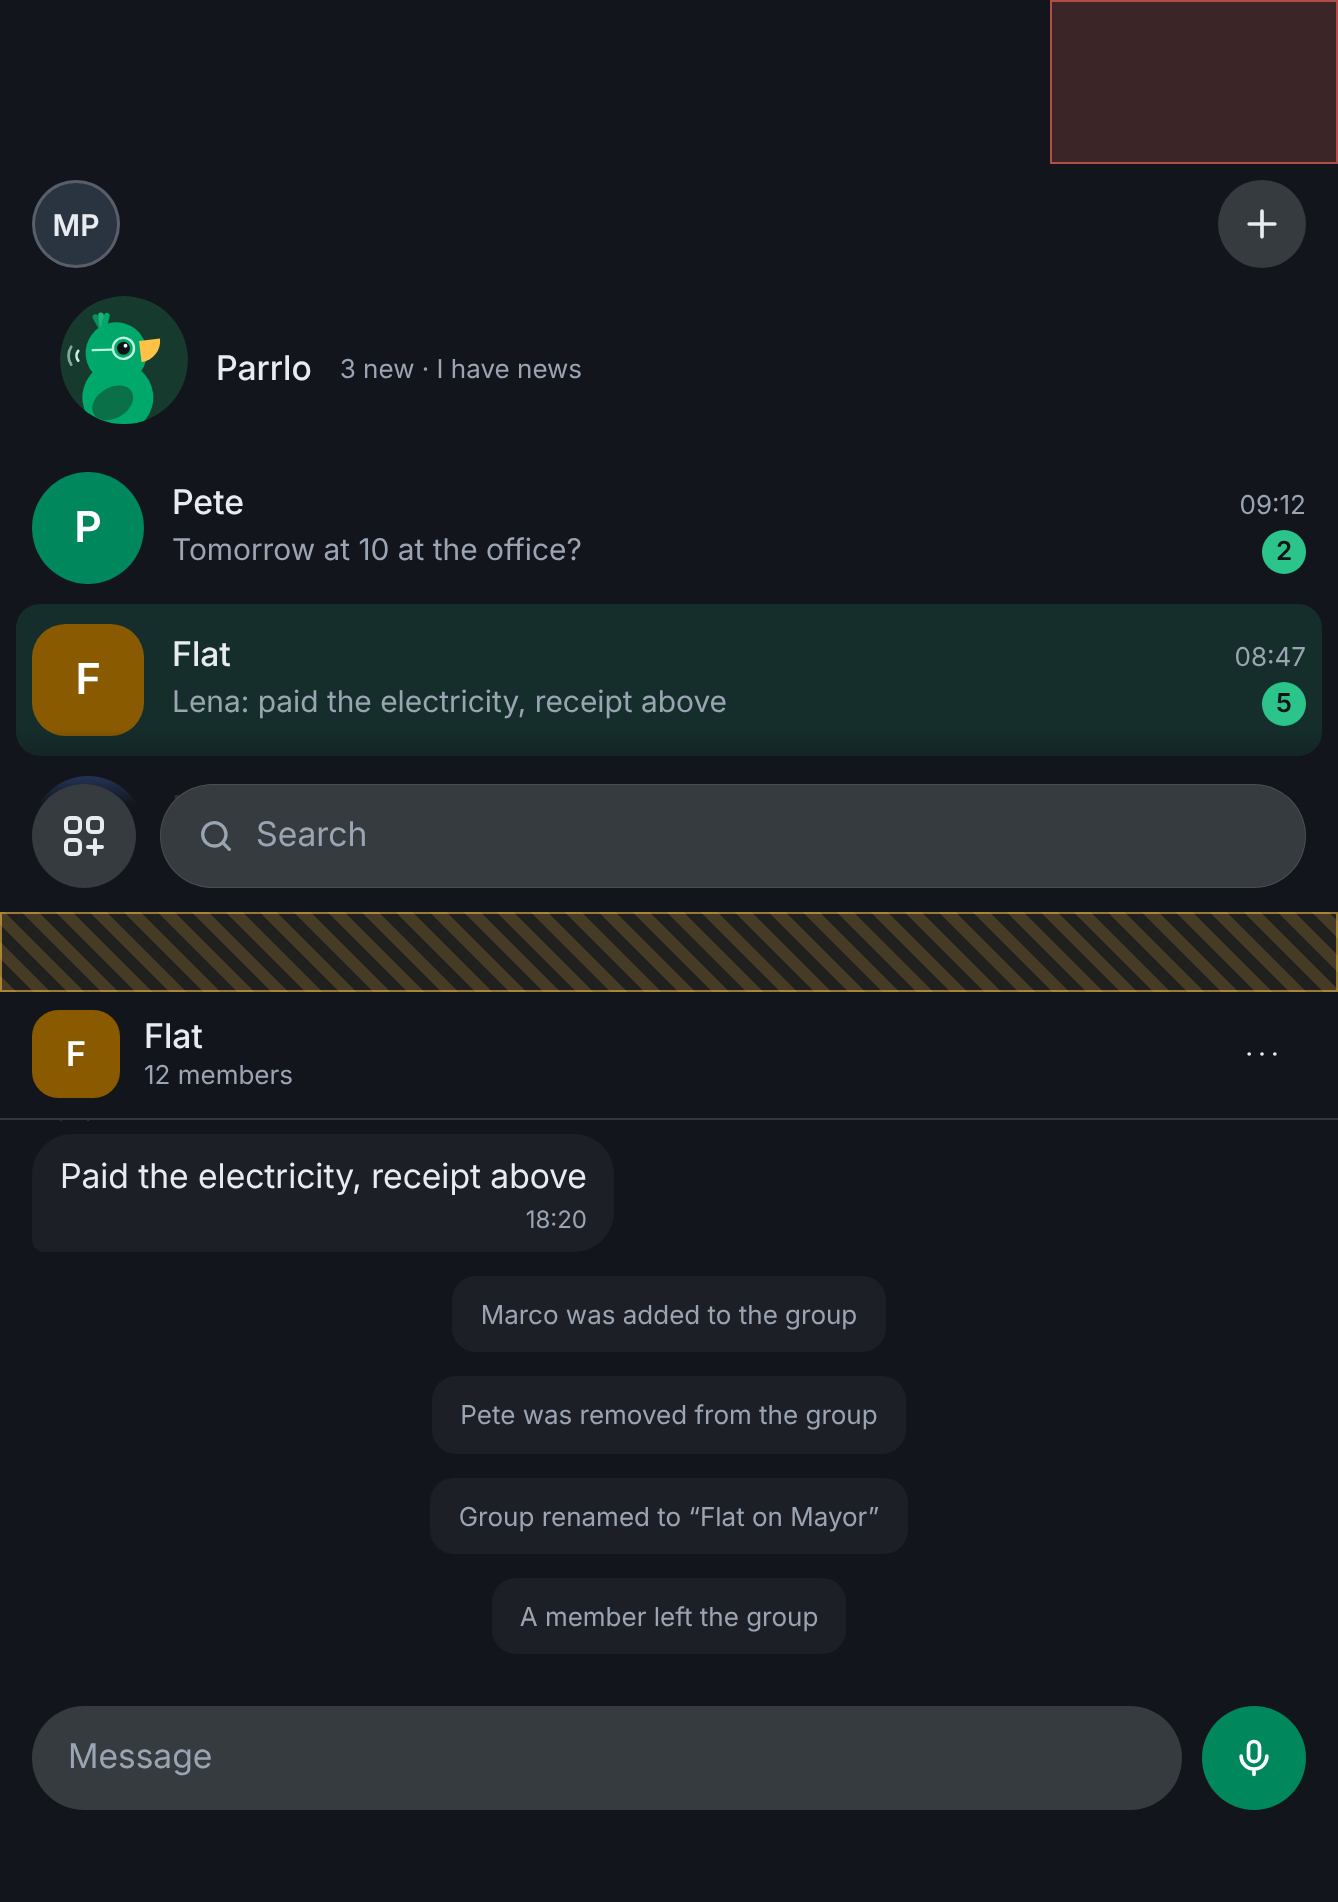 MP
Parrlo 3 new · I have news
P
Pete
09:12
Tomorrow at 10 at the office?
2
F
Flat
08:47
Lena: paid the electricity, receipt above
5
Search
F
Flat
12 members
Paid the electricity, receipt above
18:20
Marco was added to the group
Pete was removed from the group
Group renamed to “Flat on Mayor”
A member left the group
Message